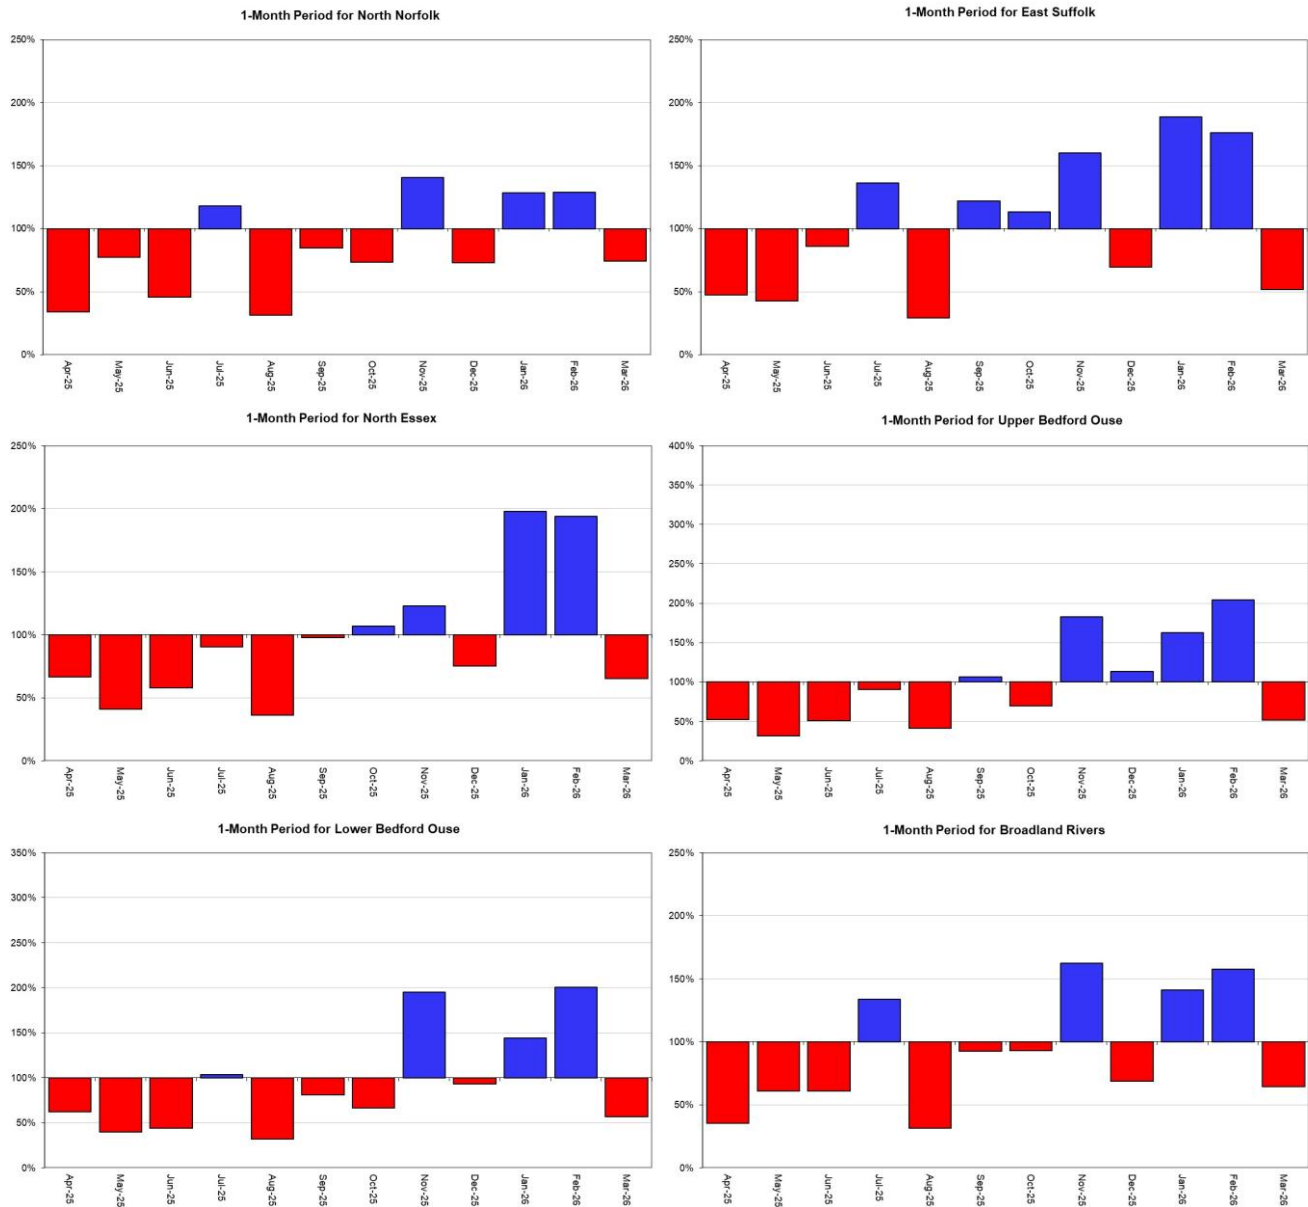 1-Month Period for North Norfolk
250%
200%
150%
100%
50%
0%
Apr-25
May-25
Jun-25
Jul-25
Aug-25
Sep-25
Oct-25
Nov-25
Dec-25
Jan-26
Feb-26
Mar-26
1-Month Period for East Suffolk
250%
200%
150%
100%
50%
0%
Apr-25
May-25
Jun-25
Jul-25
Aug-25
Sep-25
Oct-25
Nov-25
Dec-25
Jan-26
Feb-26
Mar-26
1-Month Period for North Essex
250%
200%
150%
100%
50%
0%
Apr-25
May-25
Jun-25
Jul-25
Aug-25
Sep-25
Oct-25
Nov-25
Dec-25
Jan-26
Feb-26
Mar-26
1-Month Period for Upper Bedford Ouse
400%
350%
300%
250%
200%
150%
100%
50%
0%
Apr-25
May-25
Jun-25
Jul-25
Aug-25
Sep-25
Oct-25
Nov-25
Dec-25
Jan-26
Feb-26
Mar-26
1-Month Period for Lower Bedford Ouse
350%
300%
250%
200%
150%
100%
50%
0%
Apr-25
May-25
Jun-25
Jul-25
Aug-25
Sep-25
Oct-25
Nov-25
Dec-25
Jan-26
Feb-26
Mar-26
1-Month Period for Broadland Rivers
250%
200%
150%
100%
50%
0%
Apr-25
May-25
Jun-25
Jul-25
Aug-25
Sep-25
Oct-25
Nov-25
Dec-25
Jan-26
Feb-26
Mar-26